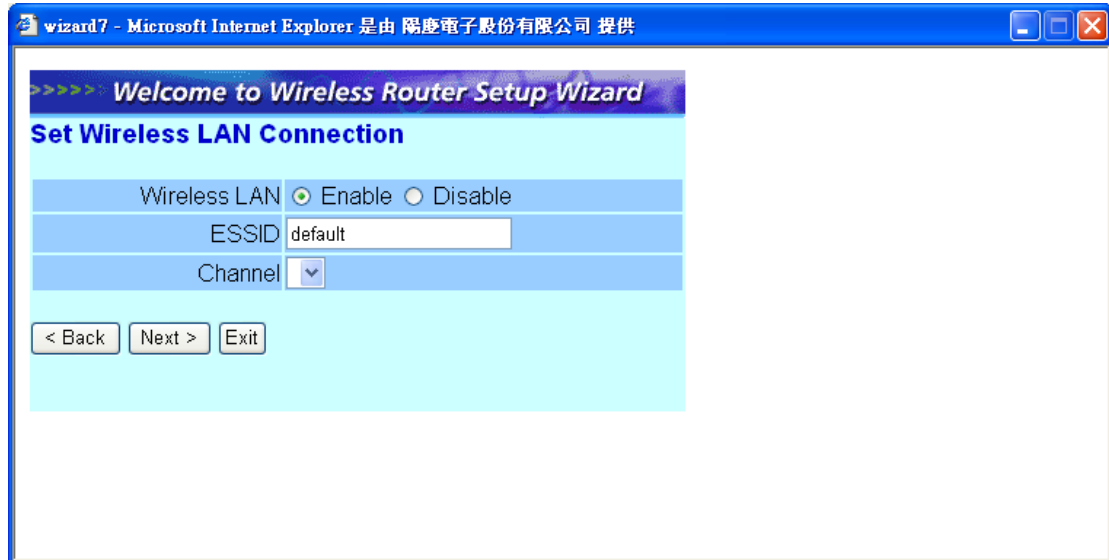 wizard7 - Microsoft Internet Explorer 是由 陽慶電子股份有限公司 提供
>>>>> Welcome to Wireless Router Setup Wizard
Set Wireless LAN Connection
Wireless LAN Enable Disable
ESSID default
Channel
< Back Next > Exit